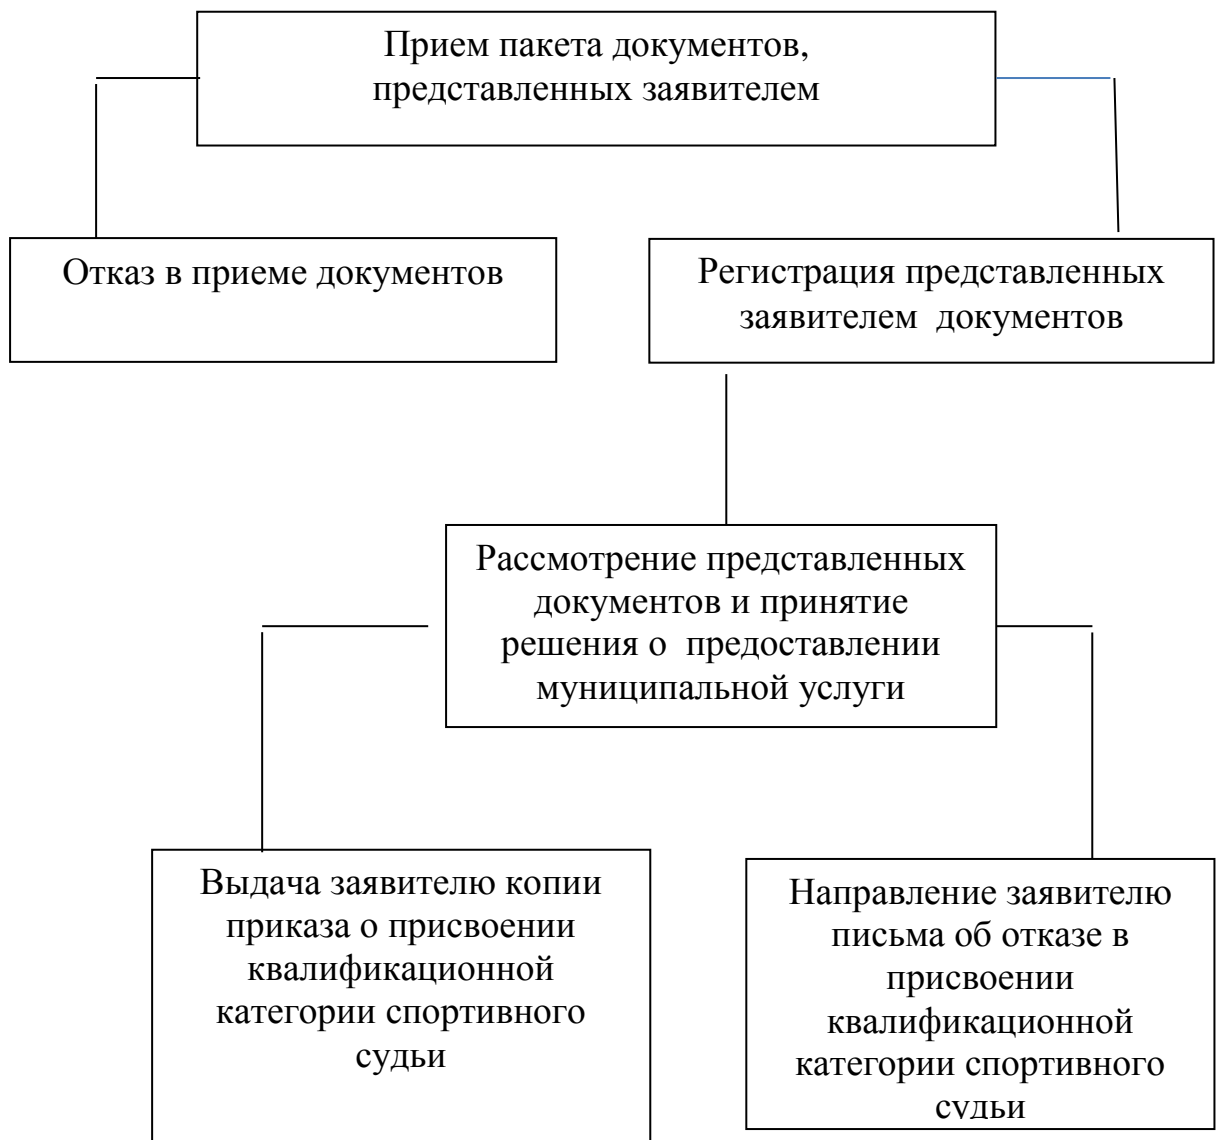 Прием пакета документов,
представленных заявителем
Отказ в приеме документов
Регистрация представленных
заявителем документов
Рассмотрение представленных
документов и принятие
решения о предоставлении
муниципальной услуги
Выдача заявителю копии
приказа о присвоении
квалификационной
категории спортивного
судьи
Направление заявителю
письма об отказе в
присвоении
квалификационной
категории спортивного
судьи